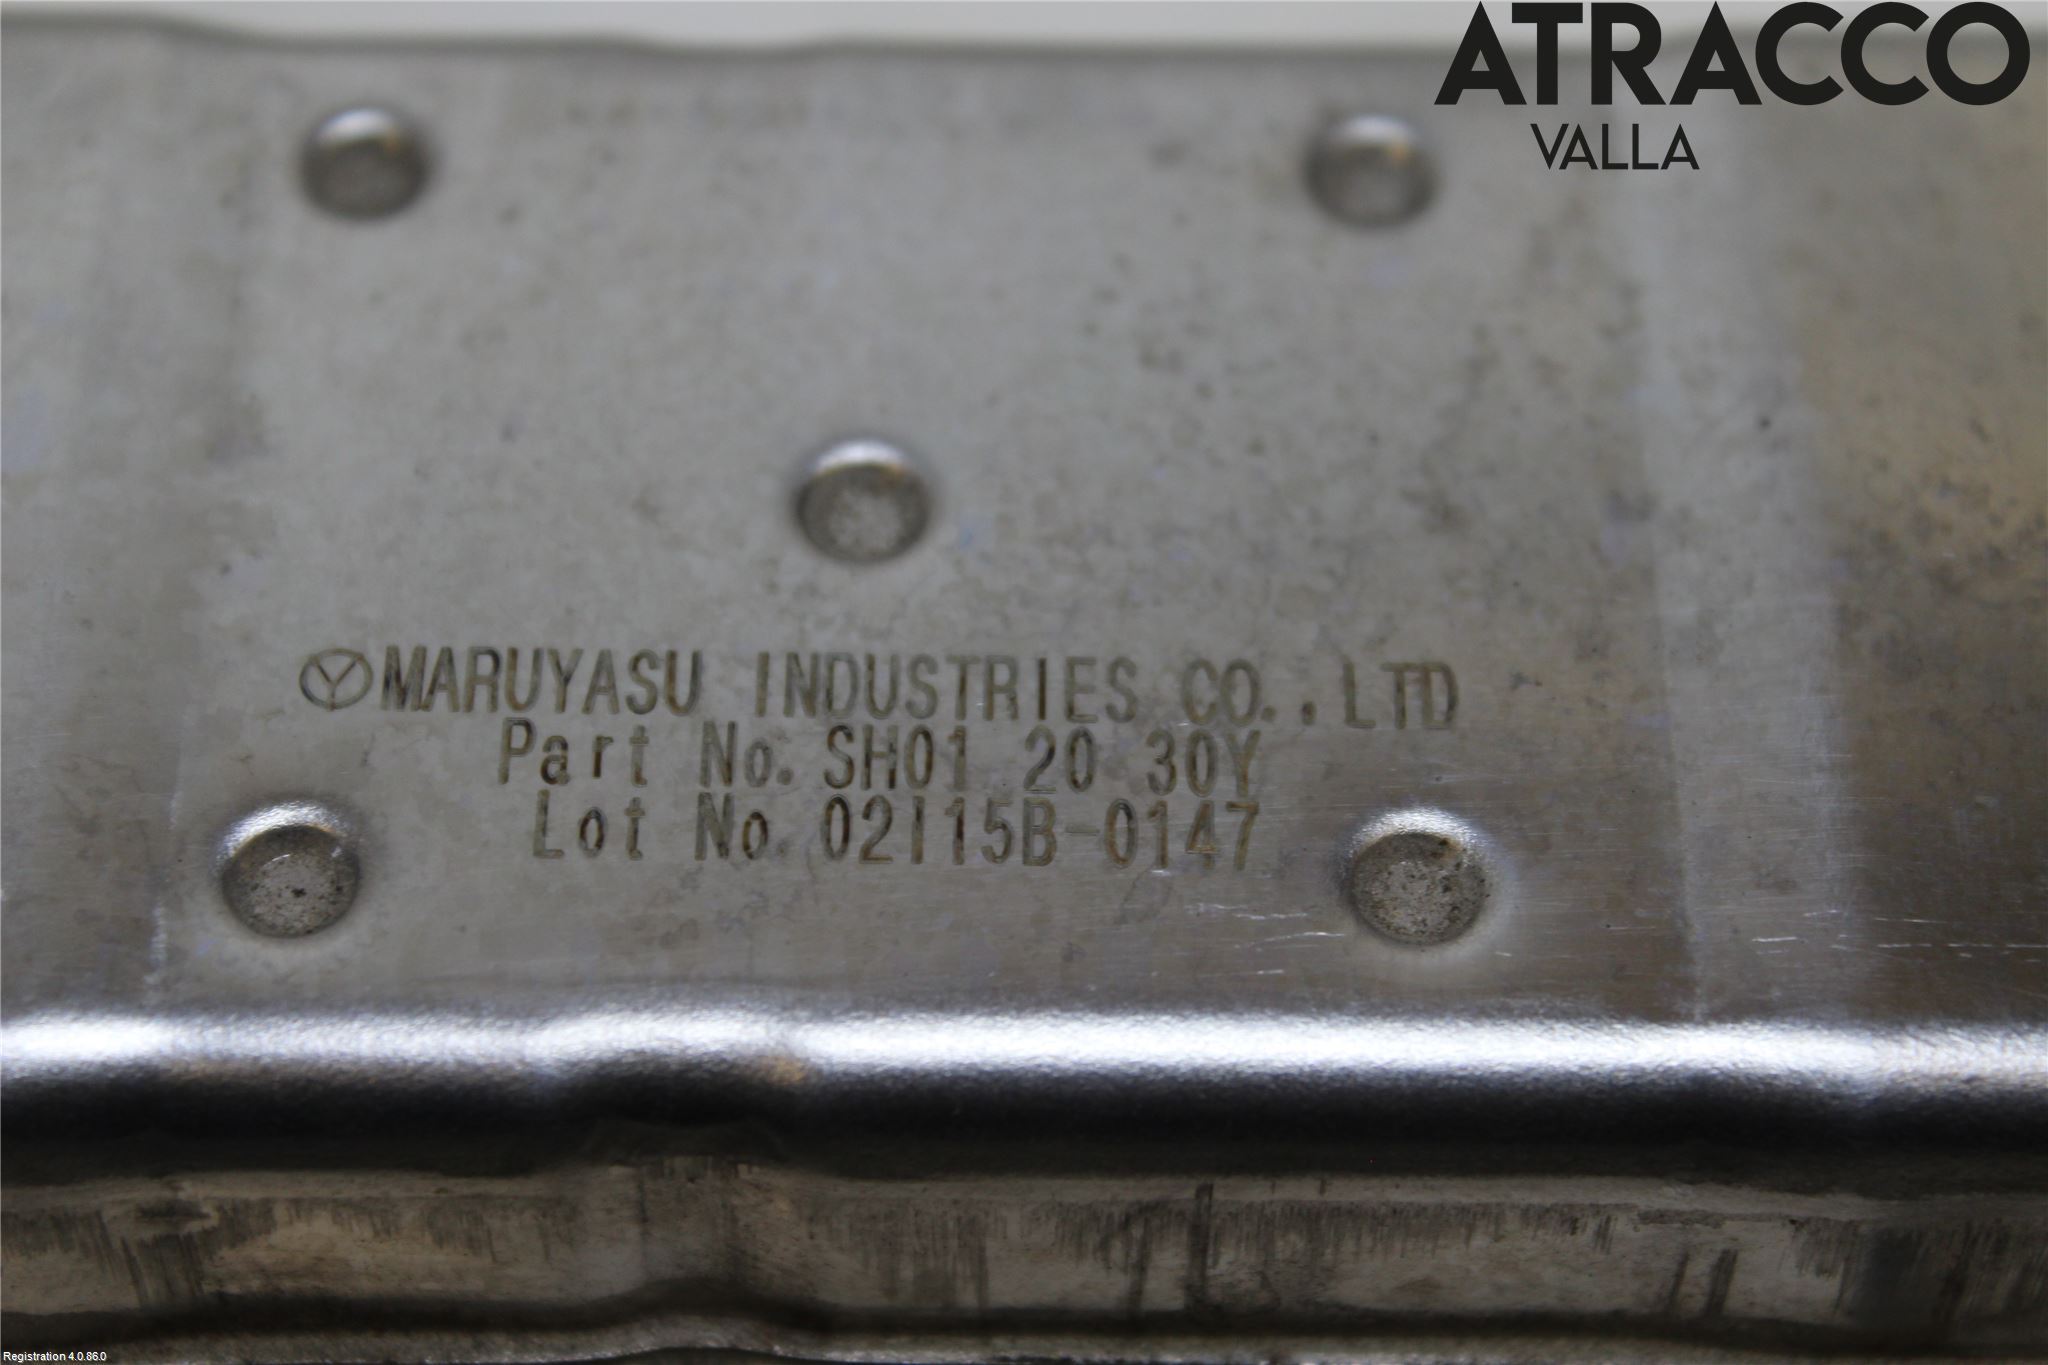 ATRACCO
VALLA
MARUYASU INDUSTRIES CO.,LTD
Part No. SH01 20 30Y
Lot No. 02I15B-0147
Registration 4.0.86.0